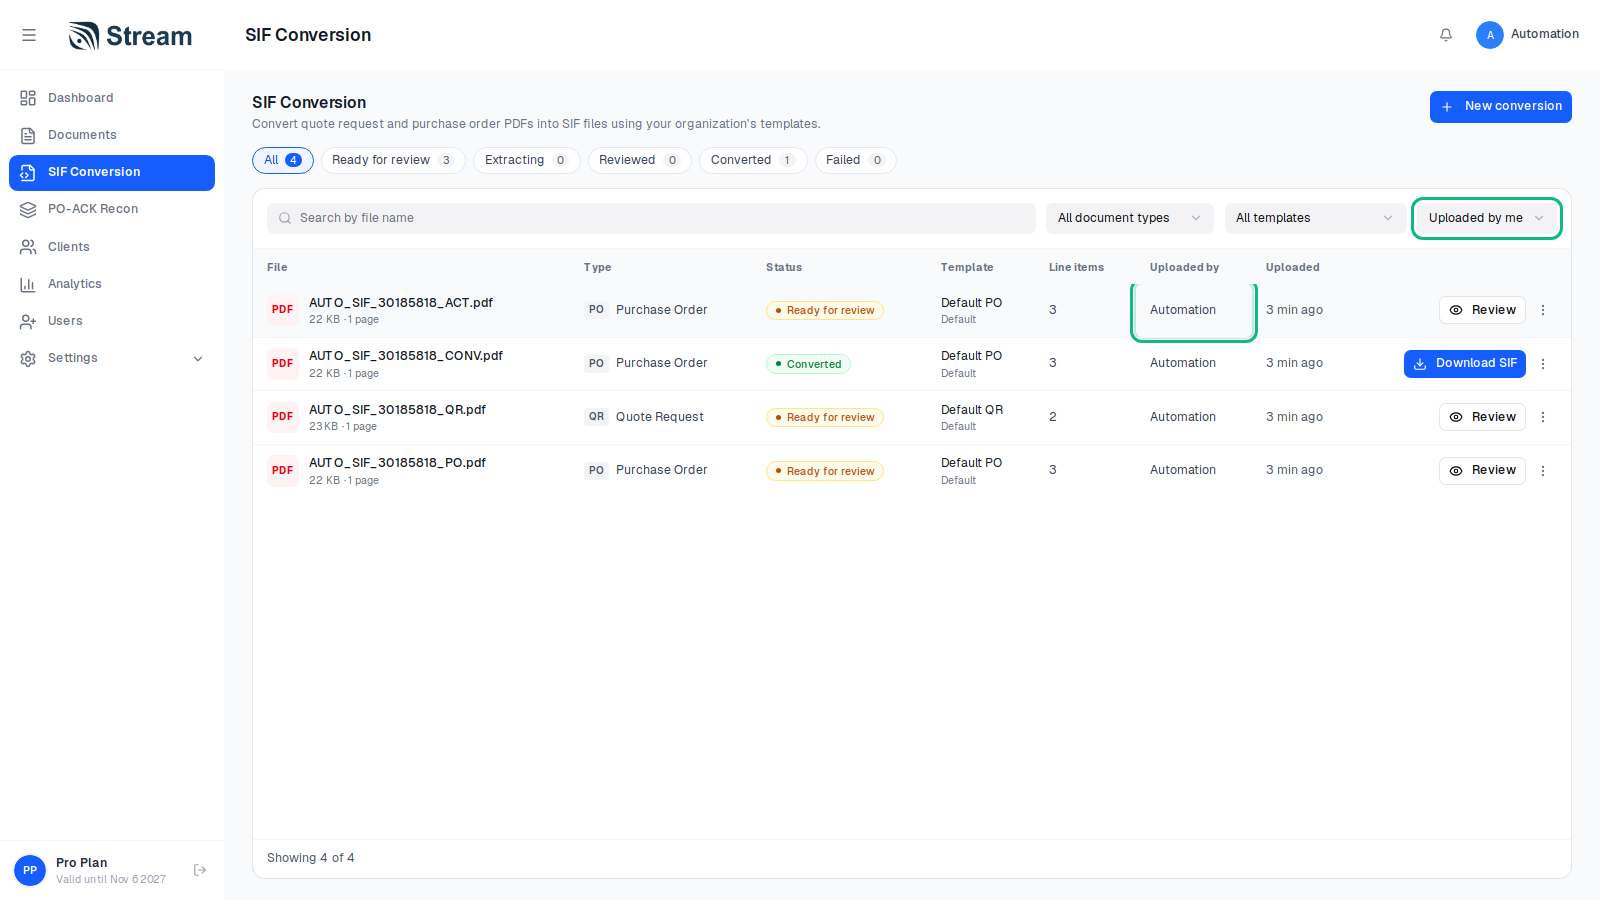 Stream
SIF Conversion
A
Automation
Dashboard
Documents
SIF Conversion
PO-ACK Recon
Clients
Analytics
Users
Settings
SIF Conversion
Convert quote request and purchase order PDFs into SIF files using your organization's templates.
New conversion
All 4
Ready for review 3
Extracting 0
Reviewed 0
Converted 1
Failed 0
Search by file name
All document types
All templates
Uploaded by me
File Type Status Template Line items Uploaded by Uploaded
PDF AUTO_SIF_30185818_ACT.pdf PO Purchase Order Ready for review Default PO 3 Automation 3 min ago Review
22 KB · 1 page Default
PDF AUTO_SIF_30185818_CONV.pdf PO Purchase Order Converted Default PO 3 Automation 3 min ago Download SIF
22 KB · 1 page Default
PDF AUTO_SIF_30185818_QR.pdf QR Quote Request Ready for review Default QR 2 Automation 3 min ago Review
23 KB · 1 page Default
PDF AUTO_SIF_30185818_PO.pdf PO Purchase Order Ready for review Default PO 3 Automation 3 min ago Review
22 KB · 1 page Default
Showing 4 of 4
PP
Pro Plan
Valid until Nov 6 2027